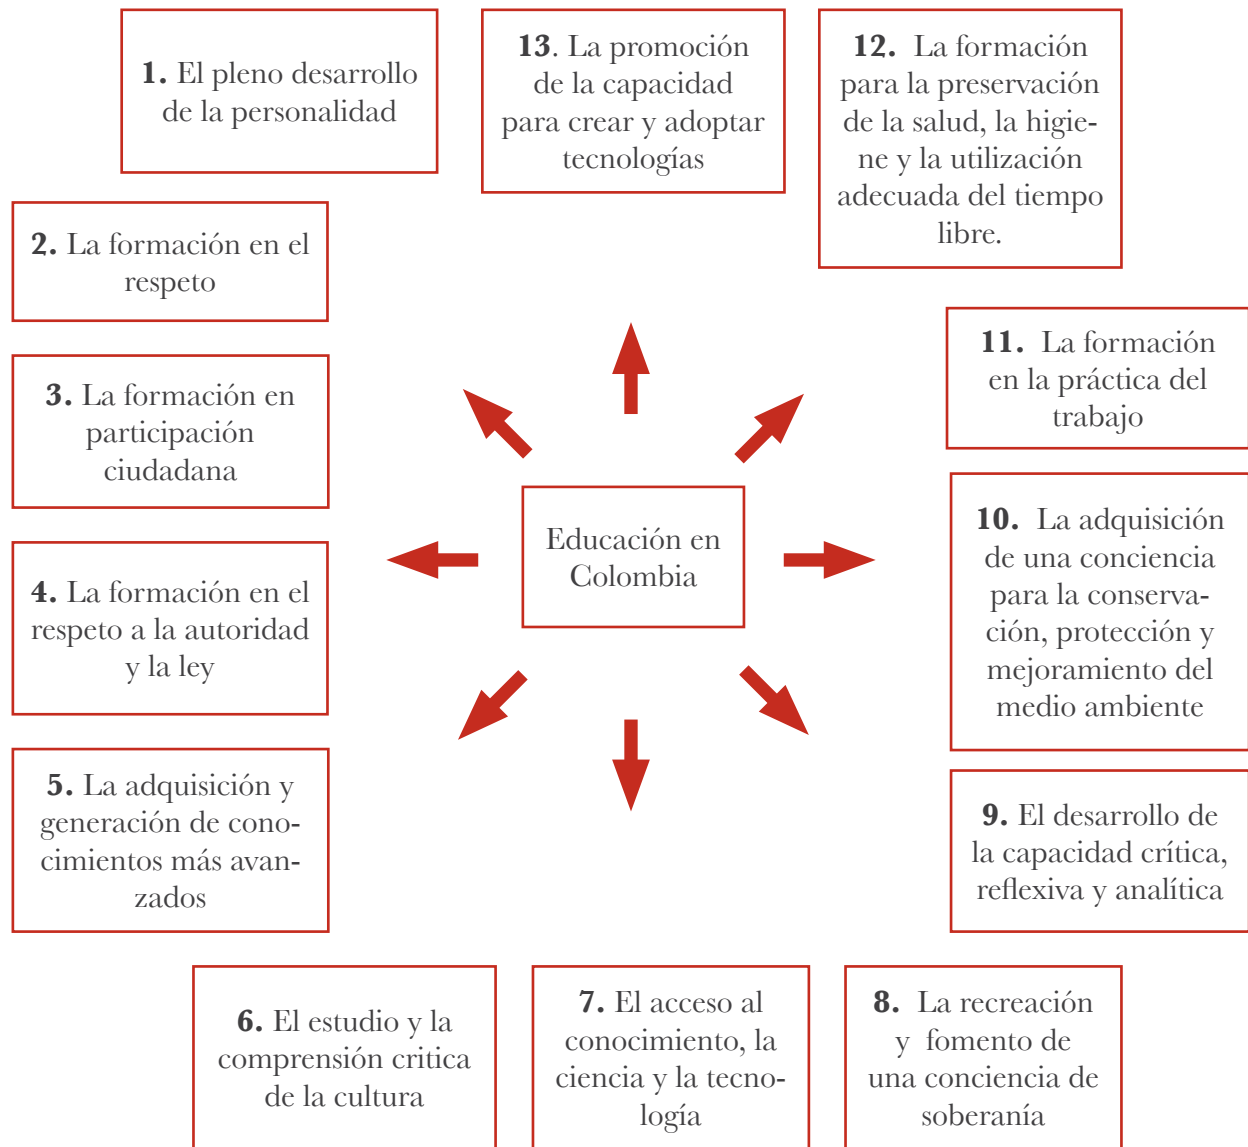 1. El pleno desarrollo
de la personalidad
13. La promoción
de la capacidad
para crear y adoptar
tecnologías
12. La formación
para la preservación
de la salud, la higie-
ne y la utilización
adecuada del tiempo
libre.
2. La formación en el
respeto
11. La formación
en la práctica del
trabajo
3. La formación en
participación
ciudadana
Educación en
Colombia
10. La adquisición
de una conciencia
para la conserva-
ción, protección y
mejoramiento del
medio ambiente
4. La formación en el
respeto a la autoridad
y la ley
5. La adquisición y
generación de cono-
cimientos más avan-
zados
9. El desarrollo de
la capacidad crítica,
reflexiva y analítica
6. El estudio y la
comprensión critica
de la cultura
7. El acceso al
conocimiento, la
ciencia y la tecno-
logía
8. La recreación
y fomento de
una conciencia de
soberanía